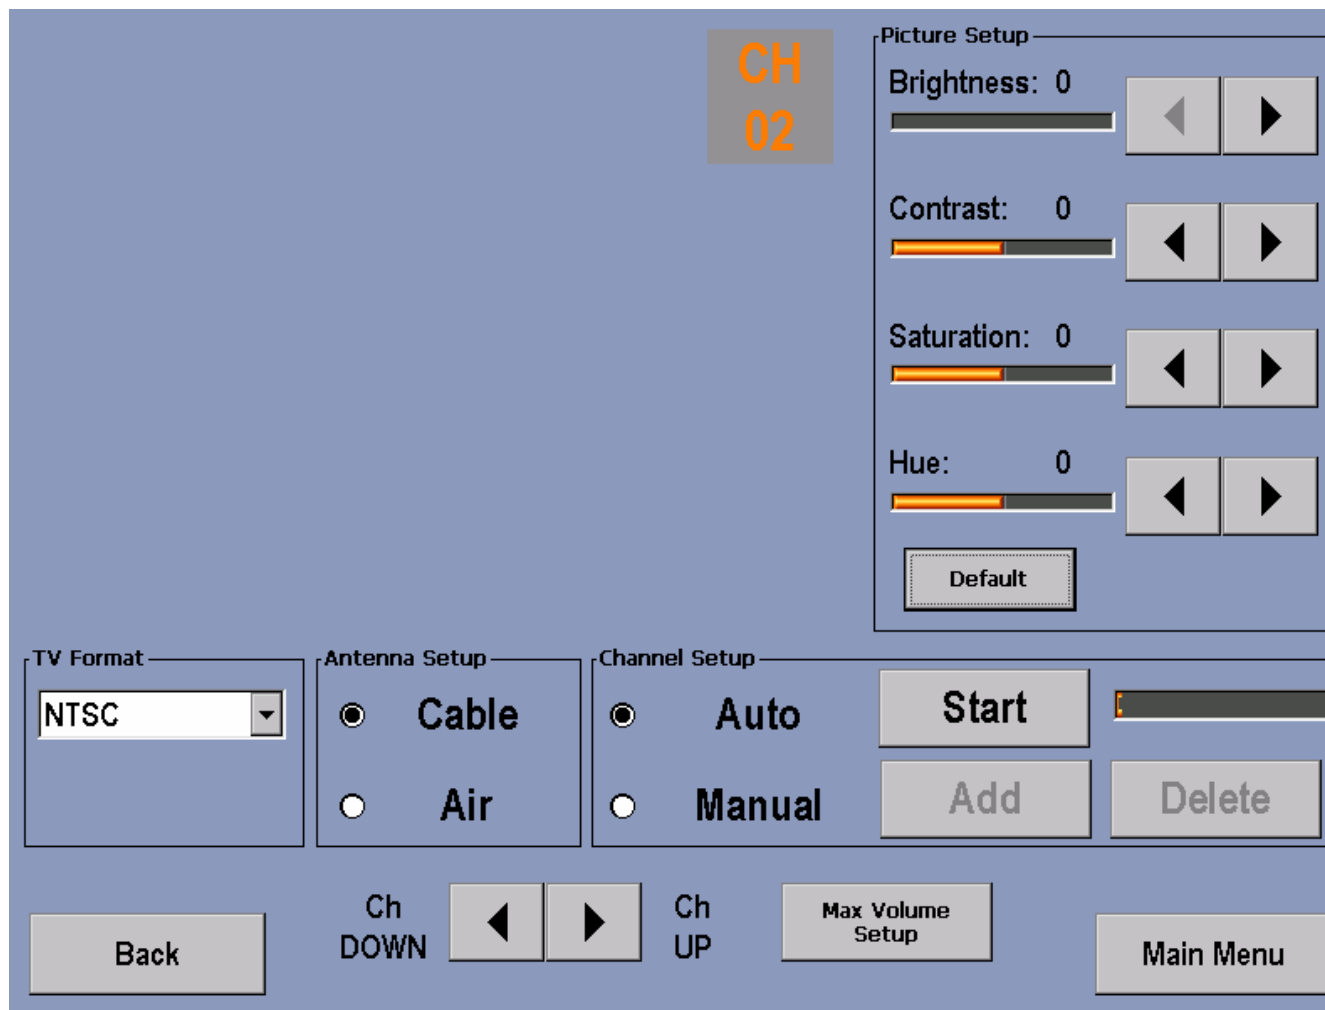 CH
02
Picture Setup
Brightness: 0
Contrast: 0
Saturation: 0
Hue: 0
Default
TV Format
NTSC
Antenna Setup
Cable
Air
Channel Setup
Auto
Start
Manual
Add
Delete
Back
Ch
DOWN
Ch
UP
Max Volume
Setup
Main Menu